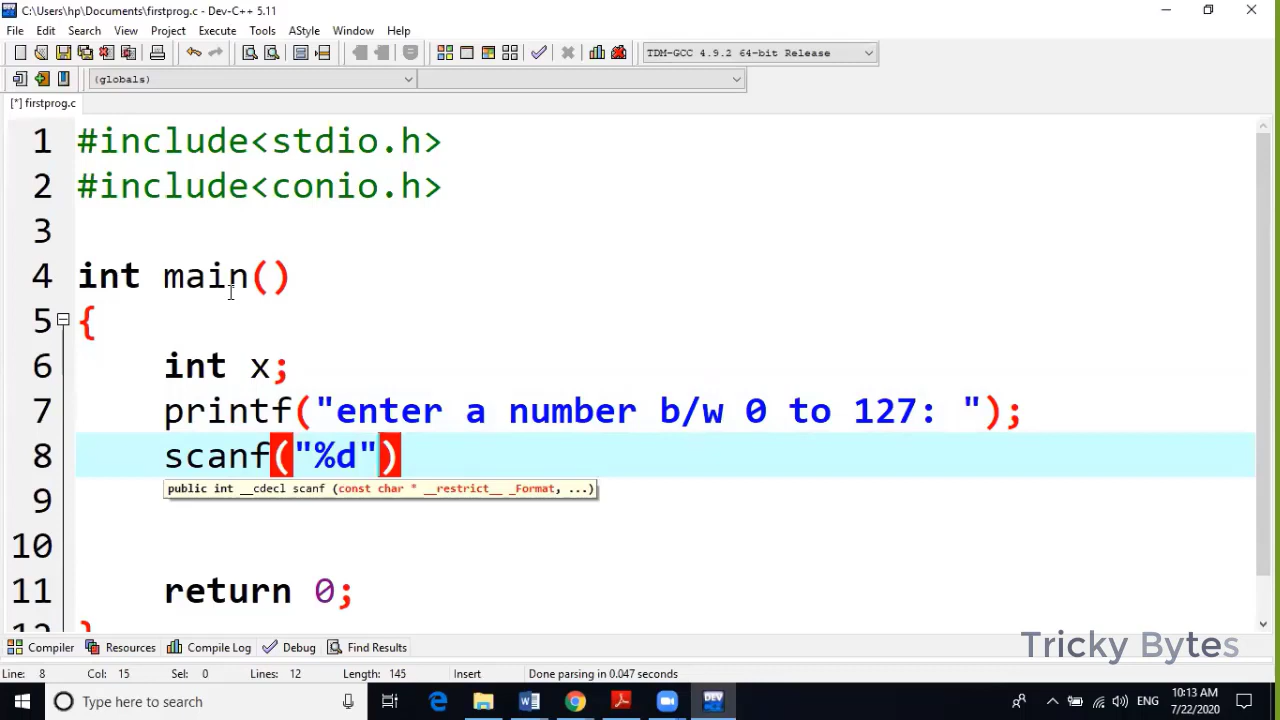 C:\Users\hp\Documents\firstprog.c - Dev-C++ 5.11
File Edit Search View Project Execute Tools AStyle Window Help
TDM-GCC 4.9.2 64-bit Release
(globals)
[*] firstprog.c
1 #include<stdio.h>
2 #include<conio.h>
3
4 int main()
5 {
6 int x;
7 printf("enter a number b/w 0 to 127: ");
8 scanf("%d")
public int __cdecl scanf (const char * __restrict__ _Format, ...)
9
10
11 return 0;
12 }
Compiler Resources Compile Log Debug Find Results
Tricky Bytes
Line: 8 Col: 15 Sel: 0 Lines: 12 Length: 145 Insert Done parsing in 0.047 seconds
Type here to search
ENG
10:13 AM
7/22/2020